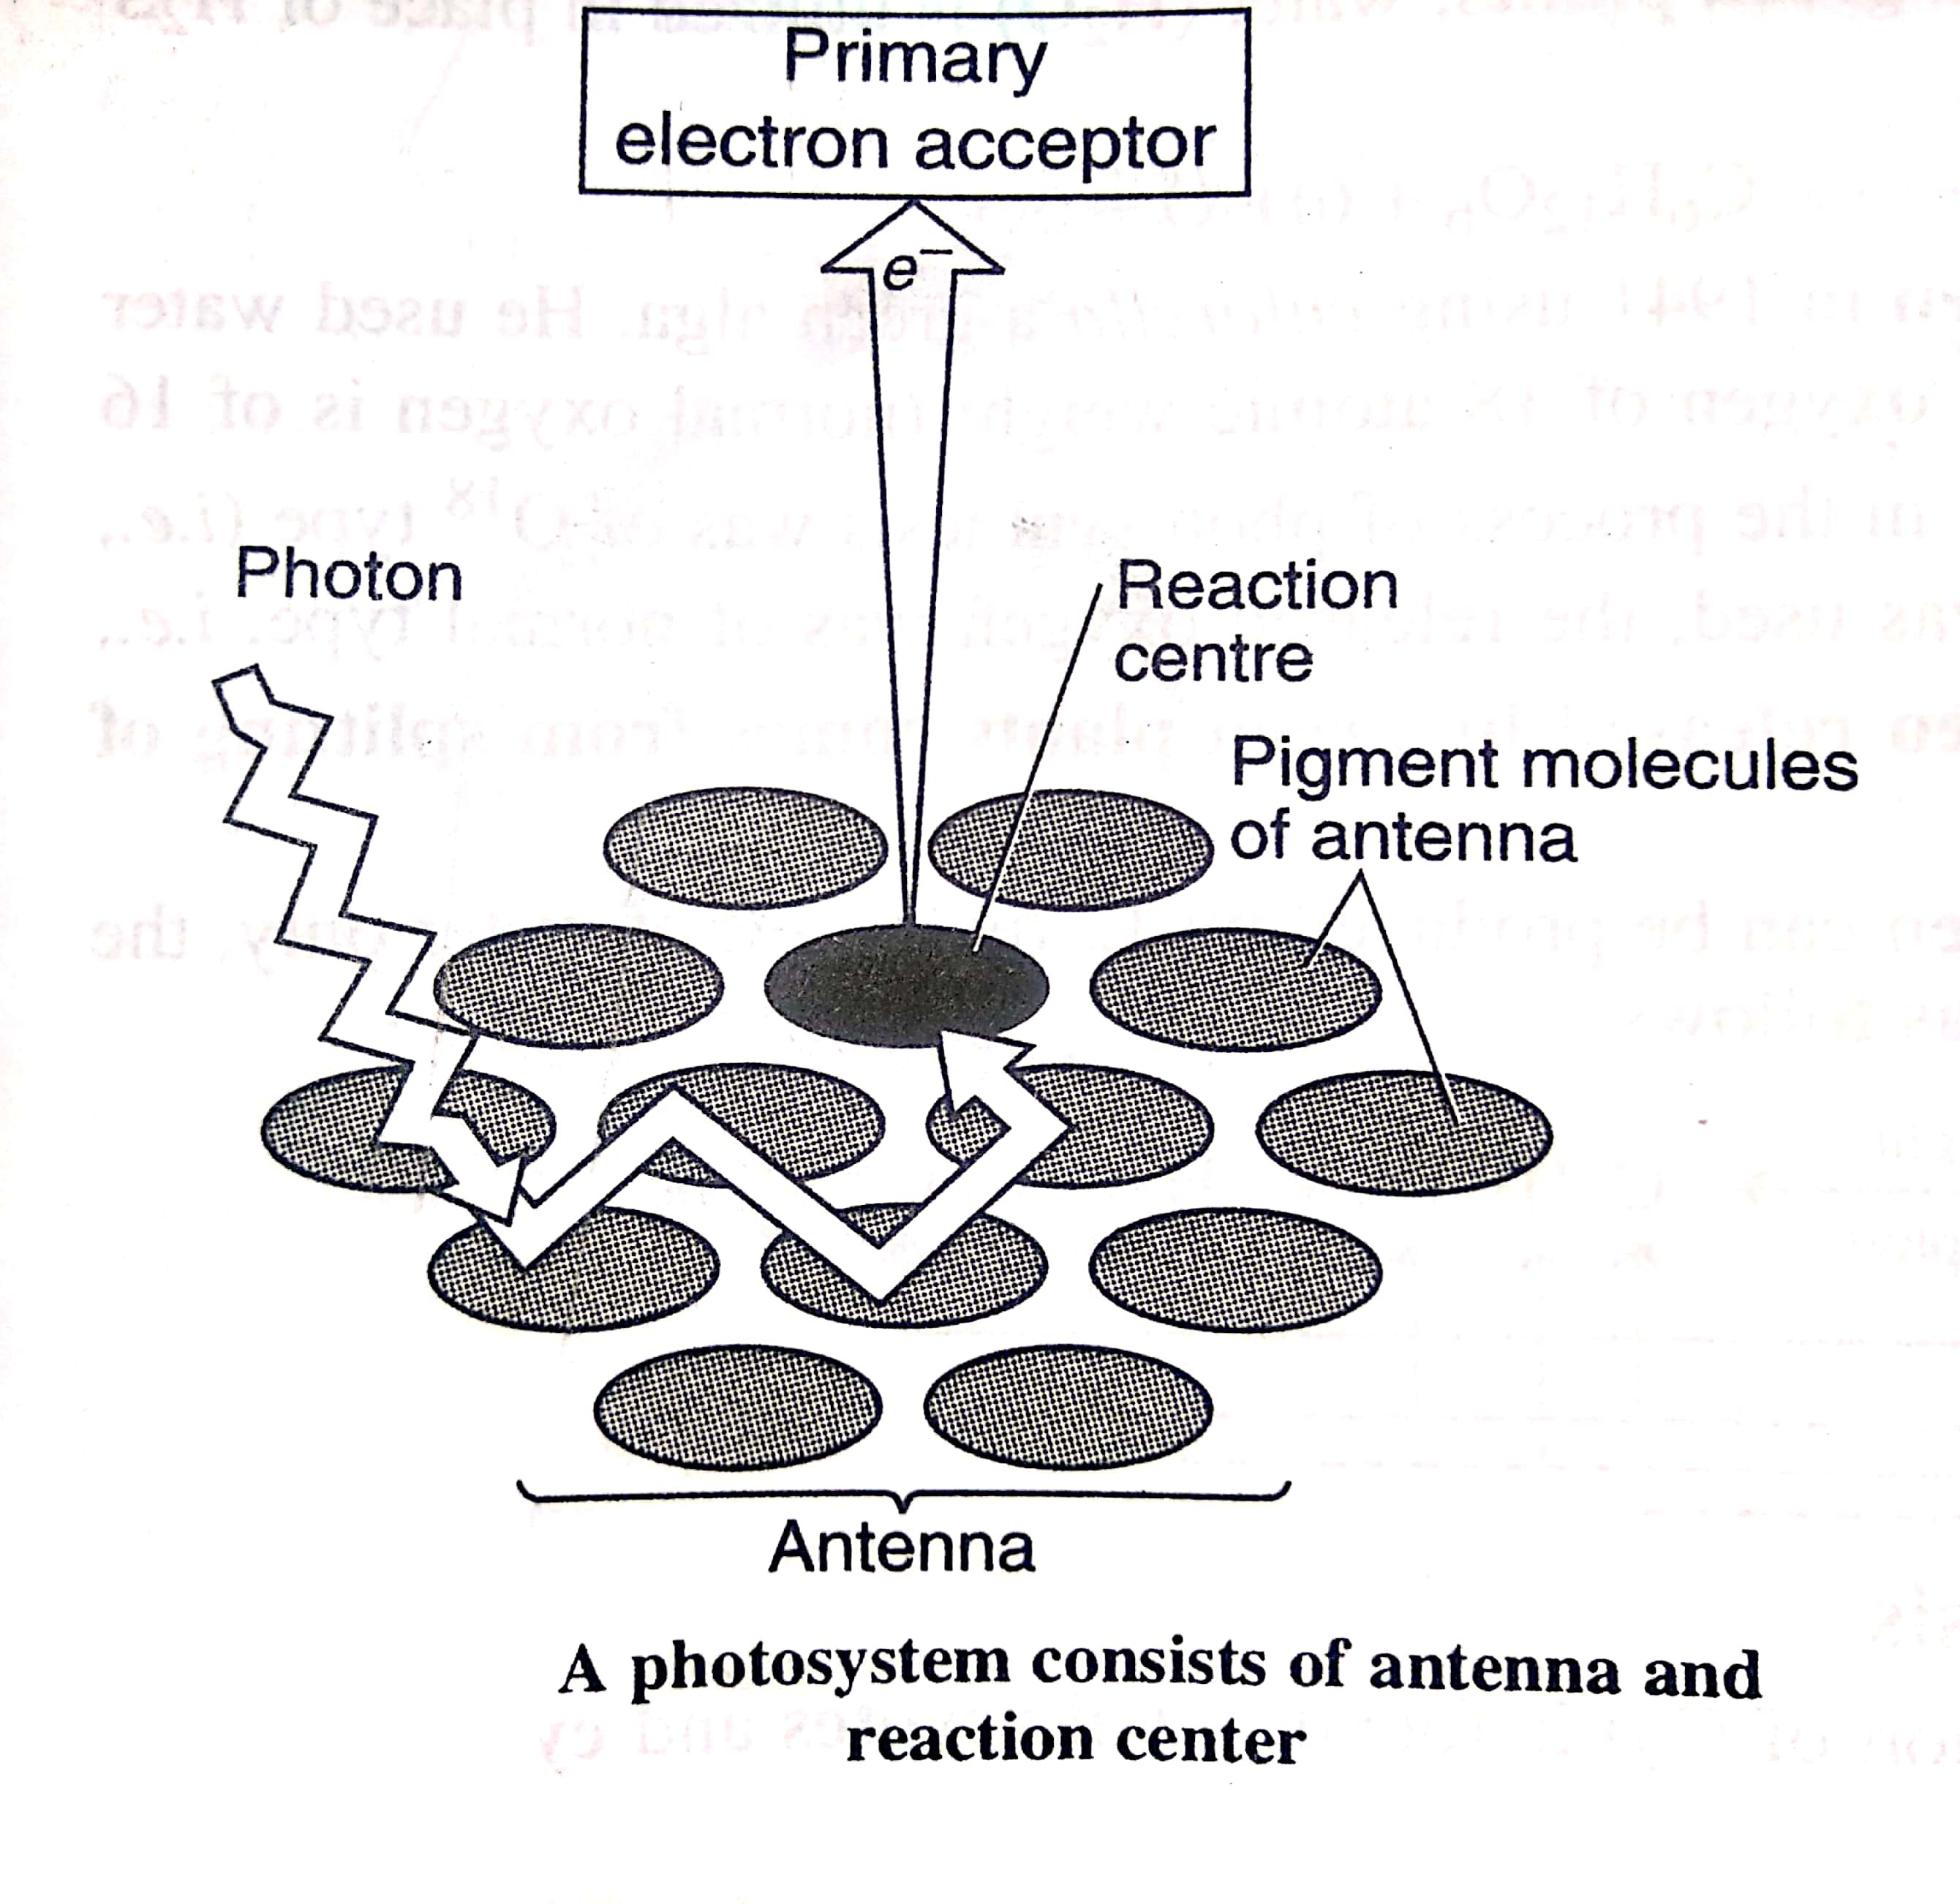 Primary
electron acceptor
e⁻
Photon
Reaction
centre
Pigment molecules
of antenna
Antenna
A photosystem consists of antenna and
reaction center